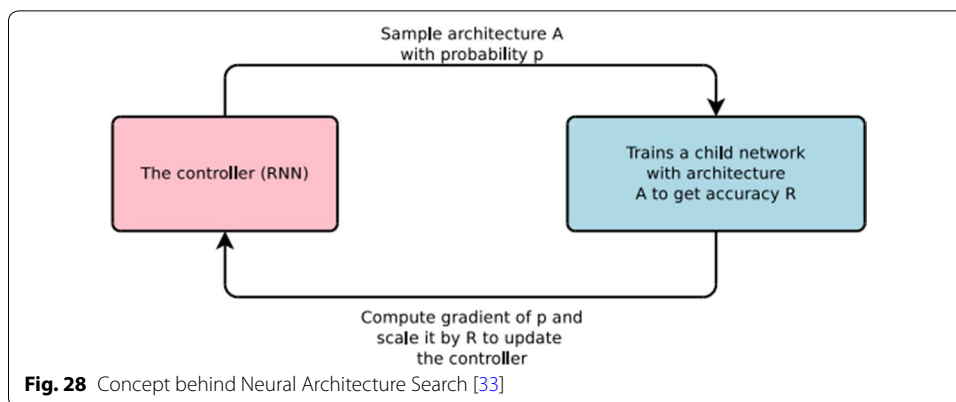 Sample architecture A
with probability p
The controller (RNN)
Trains a child network
with architecture
A to get accuracy R
Compute gradient of p and
scale it by R to update
the controller
Fig. 28 Concept behind Neural Architecture Search [33]